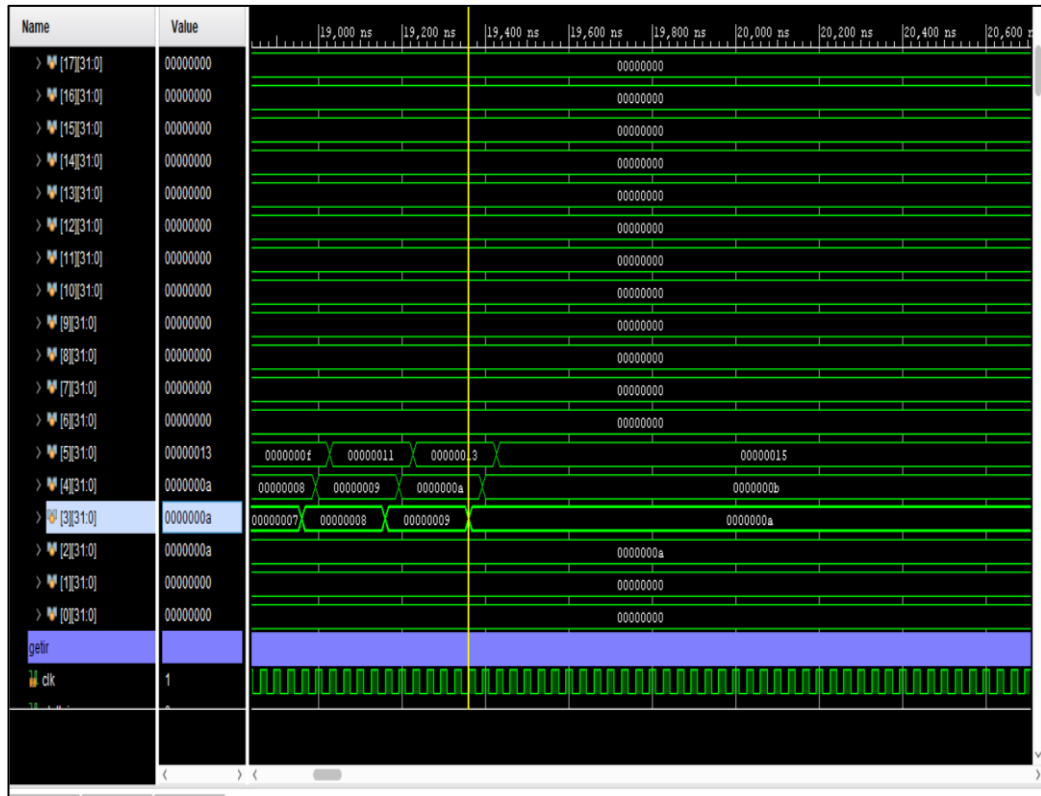 Name Value 19,000 ns 19,200 ns 19,400 ns 19,600 ns 19,800 ns 20,000 ns 20,200 ns 20,400 ns 20,600
[17][31:0] 00000000 00000000
[16][31:0] 00000000 00000000
[15][31:0] 00000000 00000000
[14][31:0] 00000000 00000000
[13][31:0] 00000000 00000000
[12][31:0] 00000000 00000000
[11][31:0] 00000000 00000000
[10][31:0] 00000000 00000000
[9][31:0] 00000000 00000000
[8][31:0] 00000000 00000000
[7][31:0] 00000000 00000000
[6][31:0] 00000000 00000000
[5][31:0] 00000013 0000000f 00000011 00000013 00000015
[4][31:0] 0000000a 00000008 00000009 0000000a 0000000b
[3][31:0] 0000000a 00000007 00000008 00000009 0000000a
[2][31:0] 0000000a 0000000a
[1][31:0] 00000000 00000000
[0][31:0] 00000000 00000000
getir
clk 1